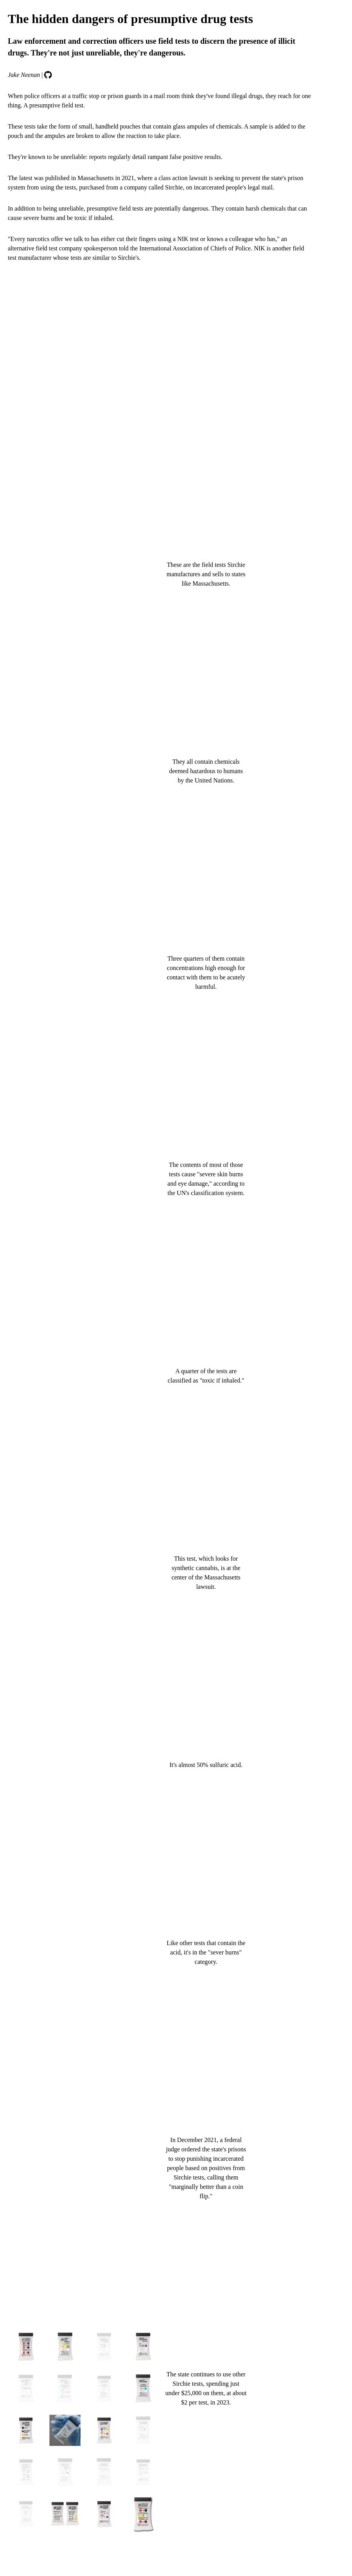 The hidden dangers of presumptive drug tests
Law enforcement and correction officers use field tests to discern the presence of illicit
drugs. They're not just unreliable, they're dangerous.
Jake Neenan |
When police officers at a traffic stop or prison guards in a mail room think they've found illegal drugs, they reach for one
thing. A presumptive field test.
These tests take the form of small, handheld pouches that contain glass ampules of chemicals. A sample is added to the
pouch and the ampules are broken to allow the reaction to take place.
They're known to be unreliable: reports regularly detail rampant false positive results.
The latest was published in Massachusetts in 2021, where a class action lawsuit is seeking to prevent the state's prison
system from using the tests, purchased from a company called Sirchie, on incarcerated people's legal mail.
In addition to being unreliable, presumptive field tests are potentially dangerous. They contain harsh chemicals that can
cause severe burns and be toxic if inhaled.
"Every narcotics offer we talk to has either cut their fingers using a NIK test or knows a colleague who has," an
alternative field test company spokesperson told the International Association of Chiefs of Police. NIK is another field
test manufacturer whose tests are similar to Sirchie's.
These are the field tests Sirchie
manufactures and sells to states
like Massachusetts.
They all contain chemicals
deemed hazardous to humans
by the United Nations.
Three quarters of them contain
concentrations high enough for
contact with them to be acutely
harmful.
The contents of most of those
tests cause "severe skin burns
and eye damage," according to
the UN's classification system.
A quarter of the tests are
classified as "toxic if inhaled."
This test, which looks for
synthetic cannabis, is at the
center of the Massachusetts
lawsuit.
It's almost 50% sulfuric acid.
Like other tests that contain the
acid, it's in the "sever burns"
category.
In December 2021, a federal
judge ordered the state's prisons
to stop punishing incarcerated
people based on positives from
Sirchie tests, calling them
"marginally better than a coin
flip."
The state continues to use other
Sirchie tests, spending just
under $25,000 on them, at about
$2 per test, in 2023.